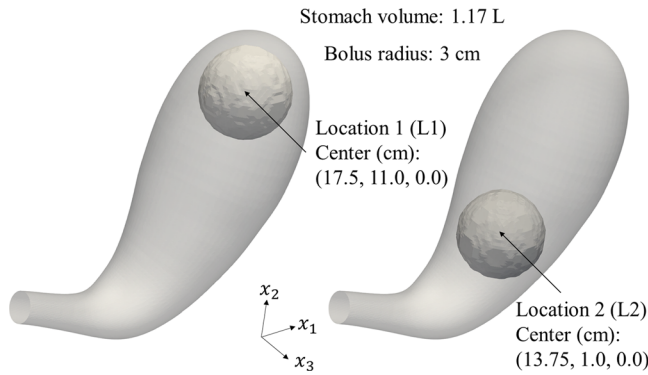 Stomach volume: 1.17 L
Bolus radius: 3 cm
Location 1 (L1)
Center (cm):
(17.5, 11.0, 0.0)
x₂
x₁
x₃
Location 2 (L2)
Center (cm):
(13.75, 1.0, 0.0)